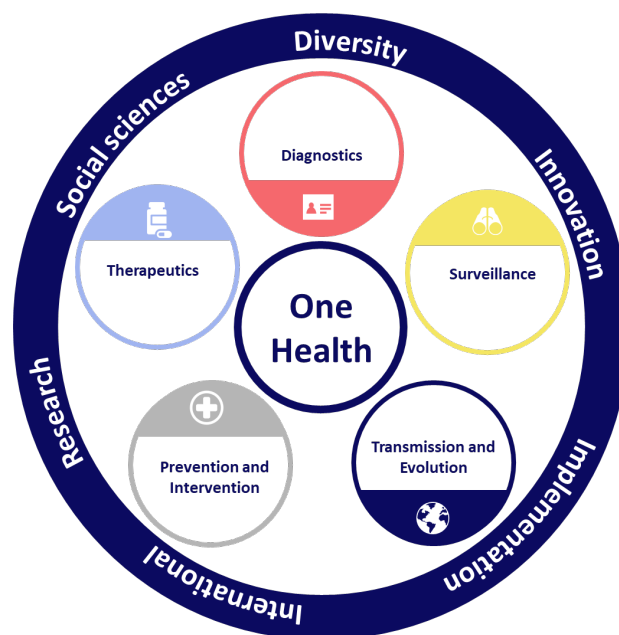 Diversity
Innovation
Implementation
International
Research
Social sciences
Diagnostics
Surveillance
Transmission and
Evolution
Prevention and
Intervention
Therapeutics
One
Health